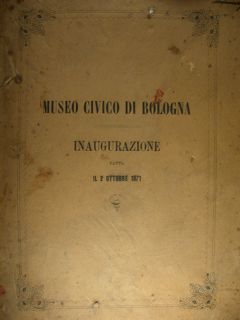 MUSEO CIVICO DI BOLOGNA
INAUGURAZIONE
FATTA
IL 2 OTTOBRE 1871